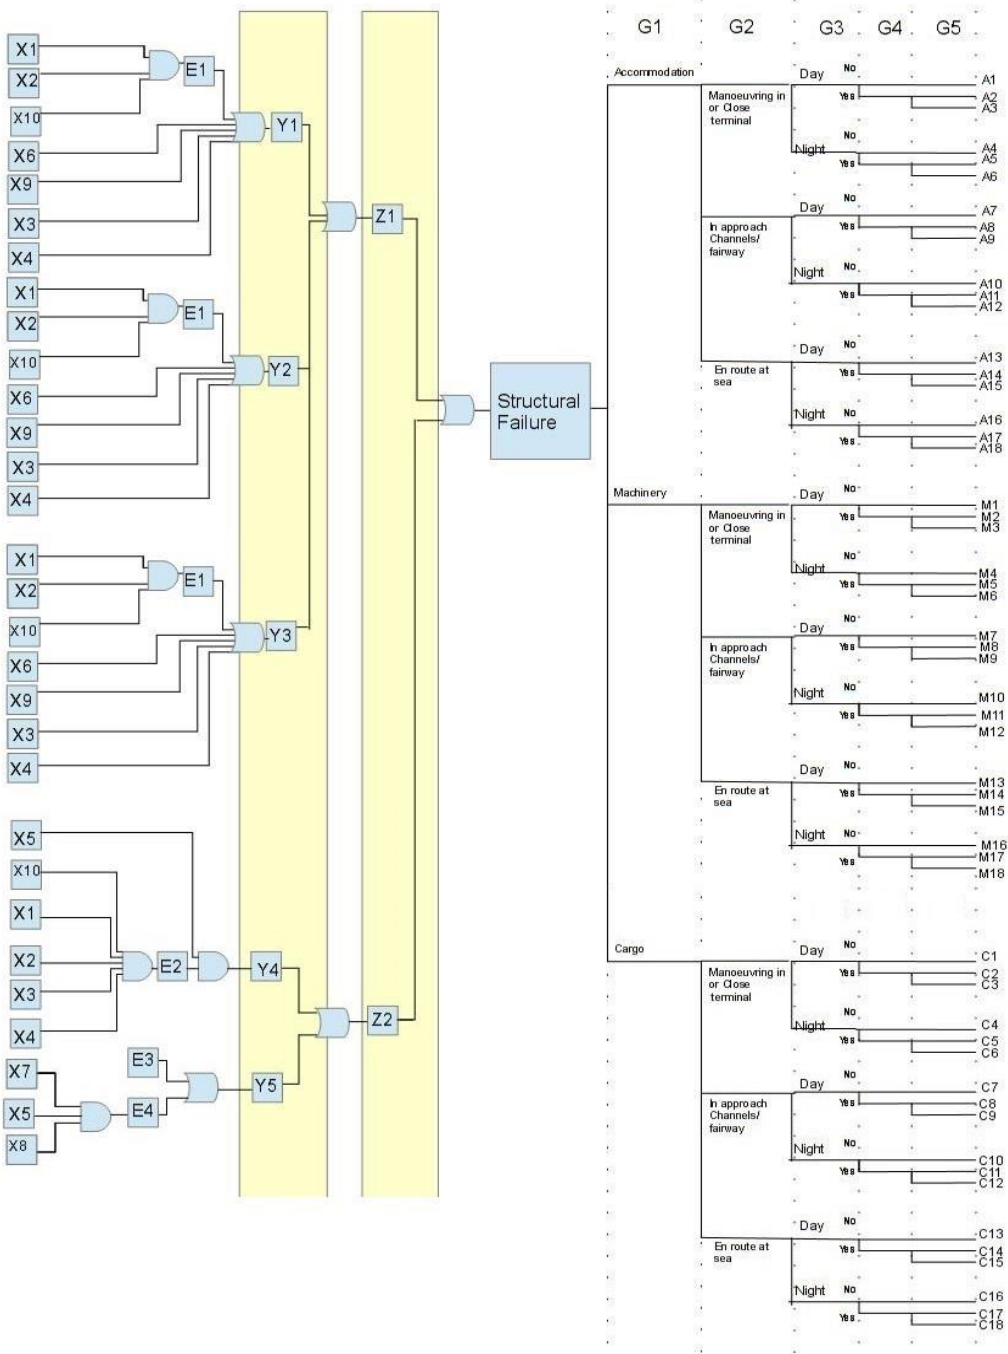 G1 G2 G3 G4 G5
X1
X2
X10
E1
X6
X9
X3
X4
Y1
X1
X2
X10
E1
X6
X9
X3
X4
Y2
X1
X2
X10
E1
X6
X9
X3
X4
Y3
Z1
X5
X10
X1
X2
X3
X4
E2
Y4
X7
X5
X8
E3
E4
Y5
Z2
Structural
Failure
Accommodation
Manoeuvring in
or Close
terminal
Day
No
Yes
A1
A2
A3
Night
No
Yes
A4
A5
A6
In approach
Channels/
fairway
Day
No
Yes
A7
A8
A9
Night
No
Yes
A10
A11
A12
En route at
sea
Day
No
Yes
A13
A14
A15
Night
No
Yes
A16
A17
A18
Machinery
Manoeuvring in
or Close
terminal
Day
No
Yes
M1
M2
M3
Night
No
Yes
M4
M5
M6
In approach
Channels/
fairway
Day
No
Yes
M7
M8
M9
Night
No
Yes
M10
M11
M12
En route at
sea
Day
No
Yes
M13
M14
M15
Night
No
Yes
M16
M17
M18
Cargo
Manoeuvring in
or Close
terminal
Day
No
Yes
C1
C2
C3
Night
No
Yes
C4
C5
C6
In approach
Channels/
fairway
Day
No
Yes
C7
C8
C9
Night
No
Yes
C10
C11
C12
En route at
sea
Day
No
Yes
C13
C14
C15
Night
No
Yes
C16
C17
C18